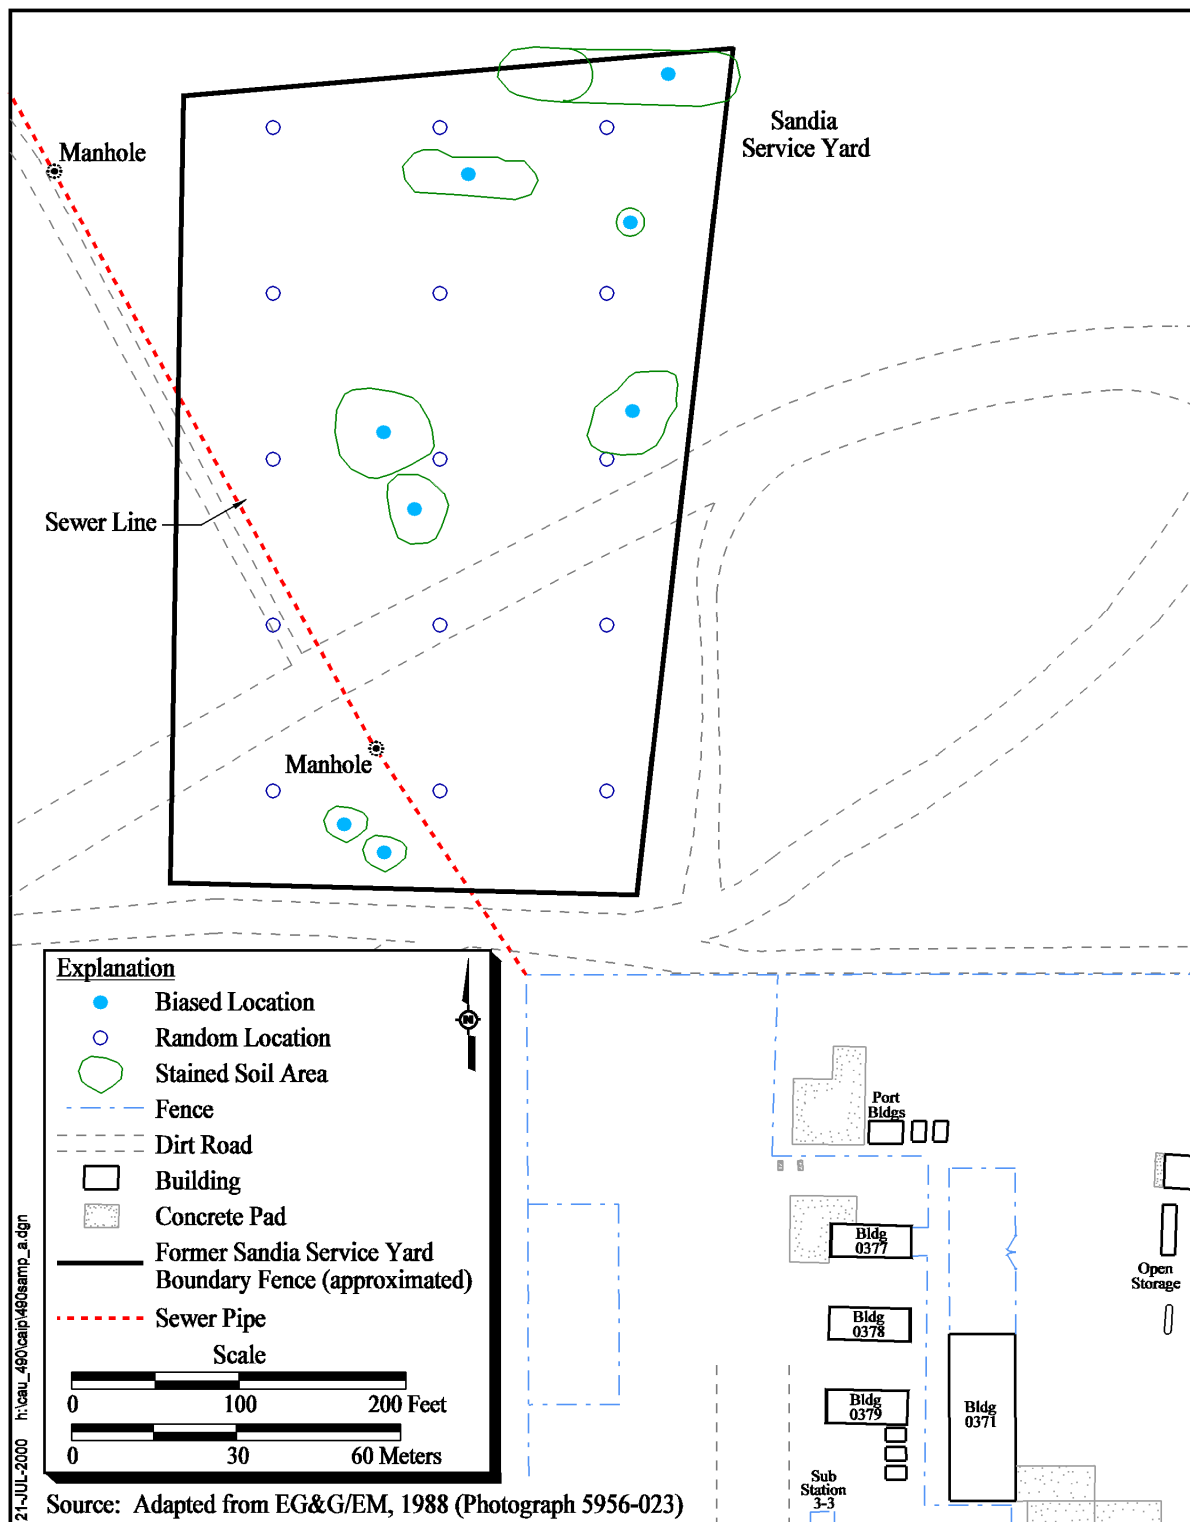 Sandia
Service Yard
Manhole
Sewer Line
Manhole
Explanation
Biased Location
Random Location
Stained Soil Area
Fence
Dirt Road
Building
Concrete Pad
Former Sandia Service Yard
Boundary Fence (approximated)
Sewer Pipe
Scale
0 100 200 Feet
0 30 60 Meters
N
Port
Bldgs
Bldg
0377
Bldg
0378
Bldg
0379
Bldg
0371
Open
Storage
Sub
Station
3-3
Source: Adapted from EG&G/EM, 1988 (Photograph 5956-023)
21-JUL-2000 h:\cau_490\caip\490samp_a.dgn